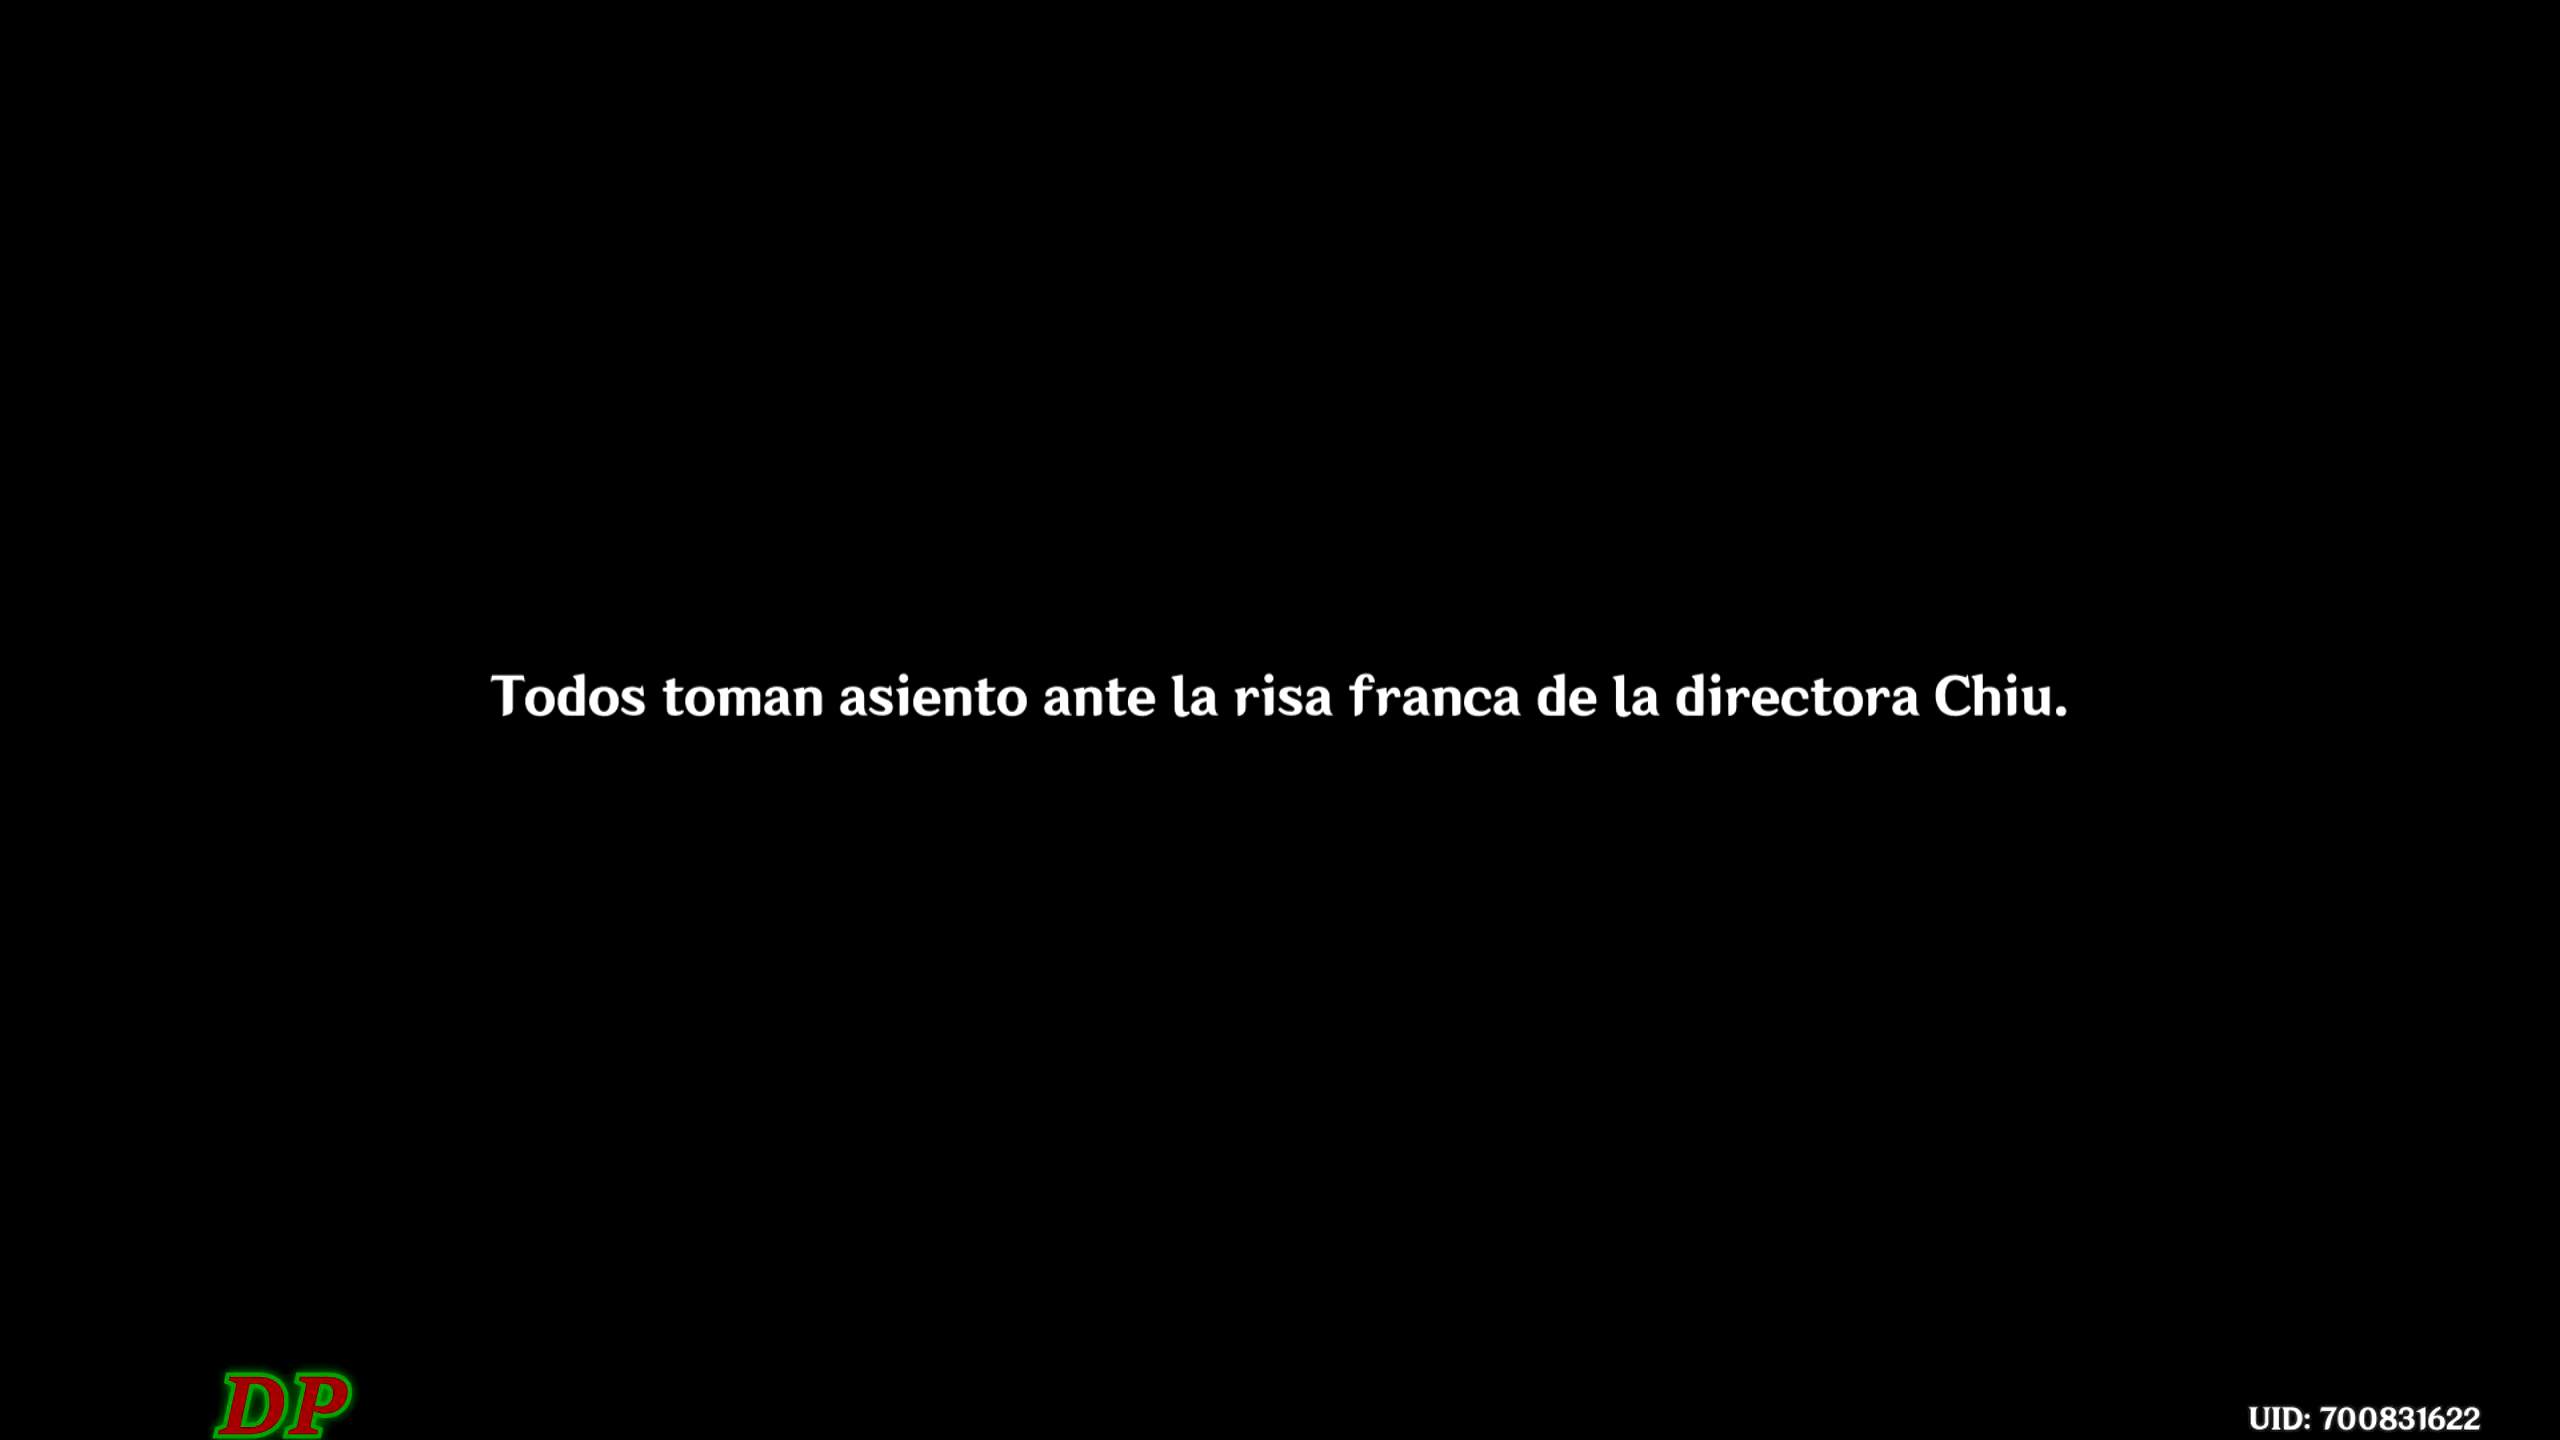 Todos toman asiento ante la risa franca de la directora Chiu.
DP
UID: 700831622